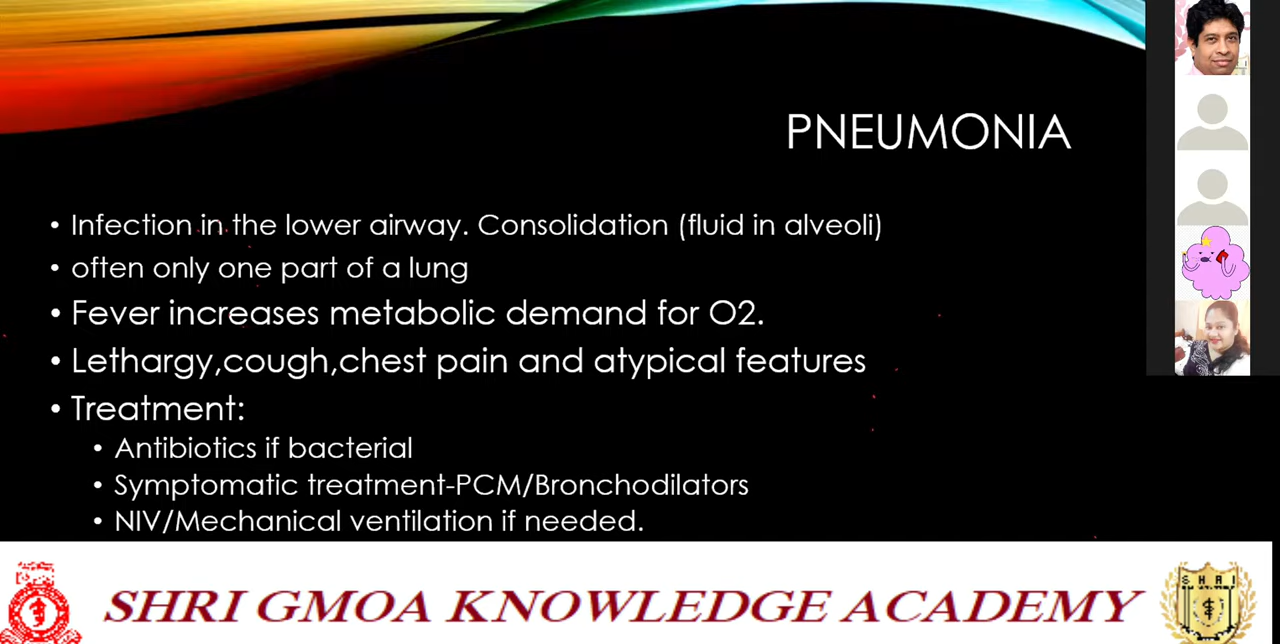 PNEUMONIA
• Infection in the lower airway. Consolidation (fluid in alveoli)
• often only one part of a lung
• Fever increases metabolic demand for O2.
• Lethargy,cough,chest pain and atypical features
• Treatment:
• Antibiotics if bacterial
• Symptomatic treatment-PCM/Bronchodilators
• NIV/Mechanical ventilation if needed.
SHRI GMOA KNOWLEDGE ACADEMY
SHRI